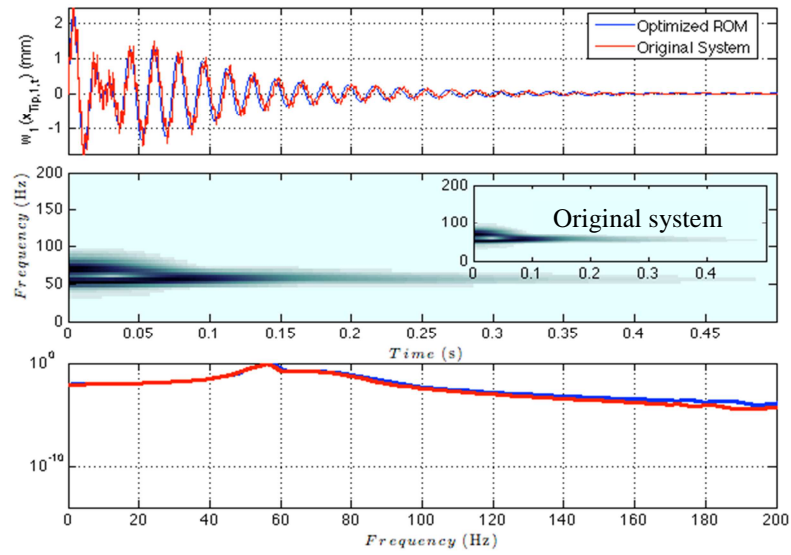 2
1
0
-1
w₁(x_Tip,1,t) (mm)
Optimized ROM
Original System
200
150
100
50
0
Frequency (Hz)
0 0.05 0.1 0.15 0.2 0.25 0.3 0.35 0.4 0.45
Time (s)
200
100
0
0 0.1 0.2 0.3 0.4
Original system
10^0
10^-10
0 20 40 60 80 100 120 140 160 180 200
Frequency (Hz)